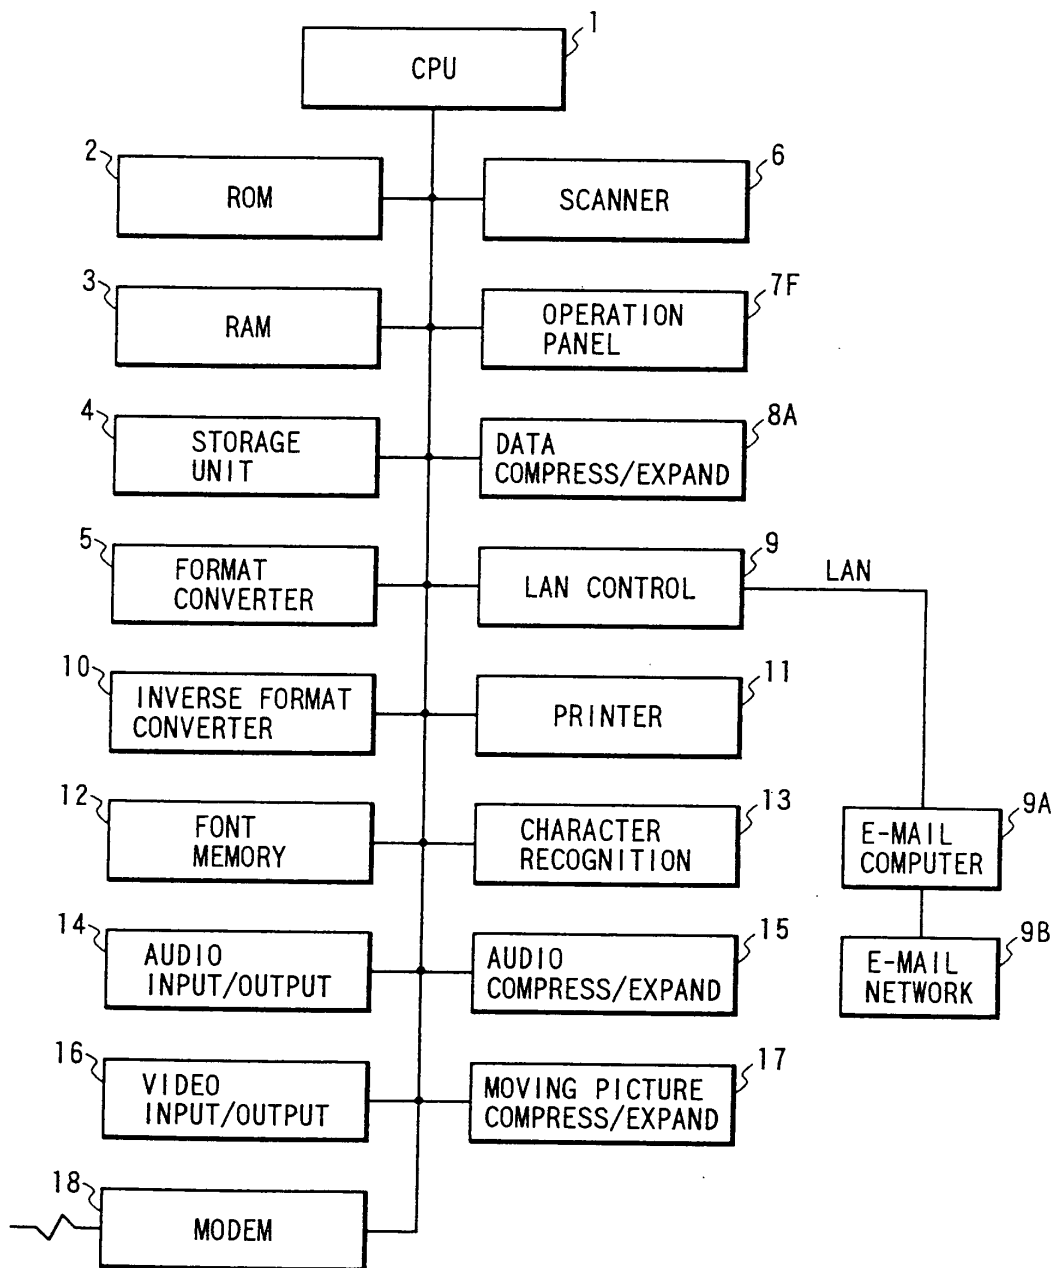 1
CPU
2
ROM
6
SCANNER
3
RAM
7F
OPERATION
PANEL
4
STORAGE
UNIT
8A
DATA
COMPRESS/EXPAND
5
FORMAT
CONVERTER
9
LAN CONTROL
LAN
10
INVERSE FORMAT
CONVERTER
11
PRINTER
12
FONT
MEMORY
13
CHARACTER
RECOGNITION
9A
E-MAIL
COMPUTER
14
AUDIO
INPUT/OUTPUT
15
AUDIO
COMPRESS/EXPAND
9B
E-MAIL
NETWORK
16
VIDEO
INPUT/OUTPUT
17
MOVING PICTURE
COMPRESS/EXPAND
18
MODEM